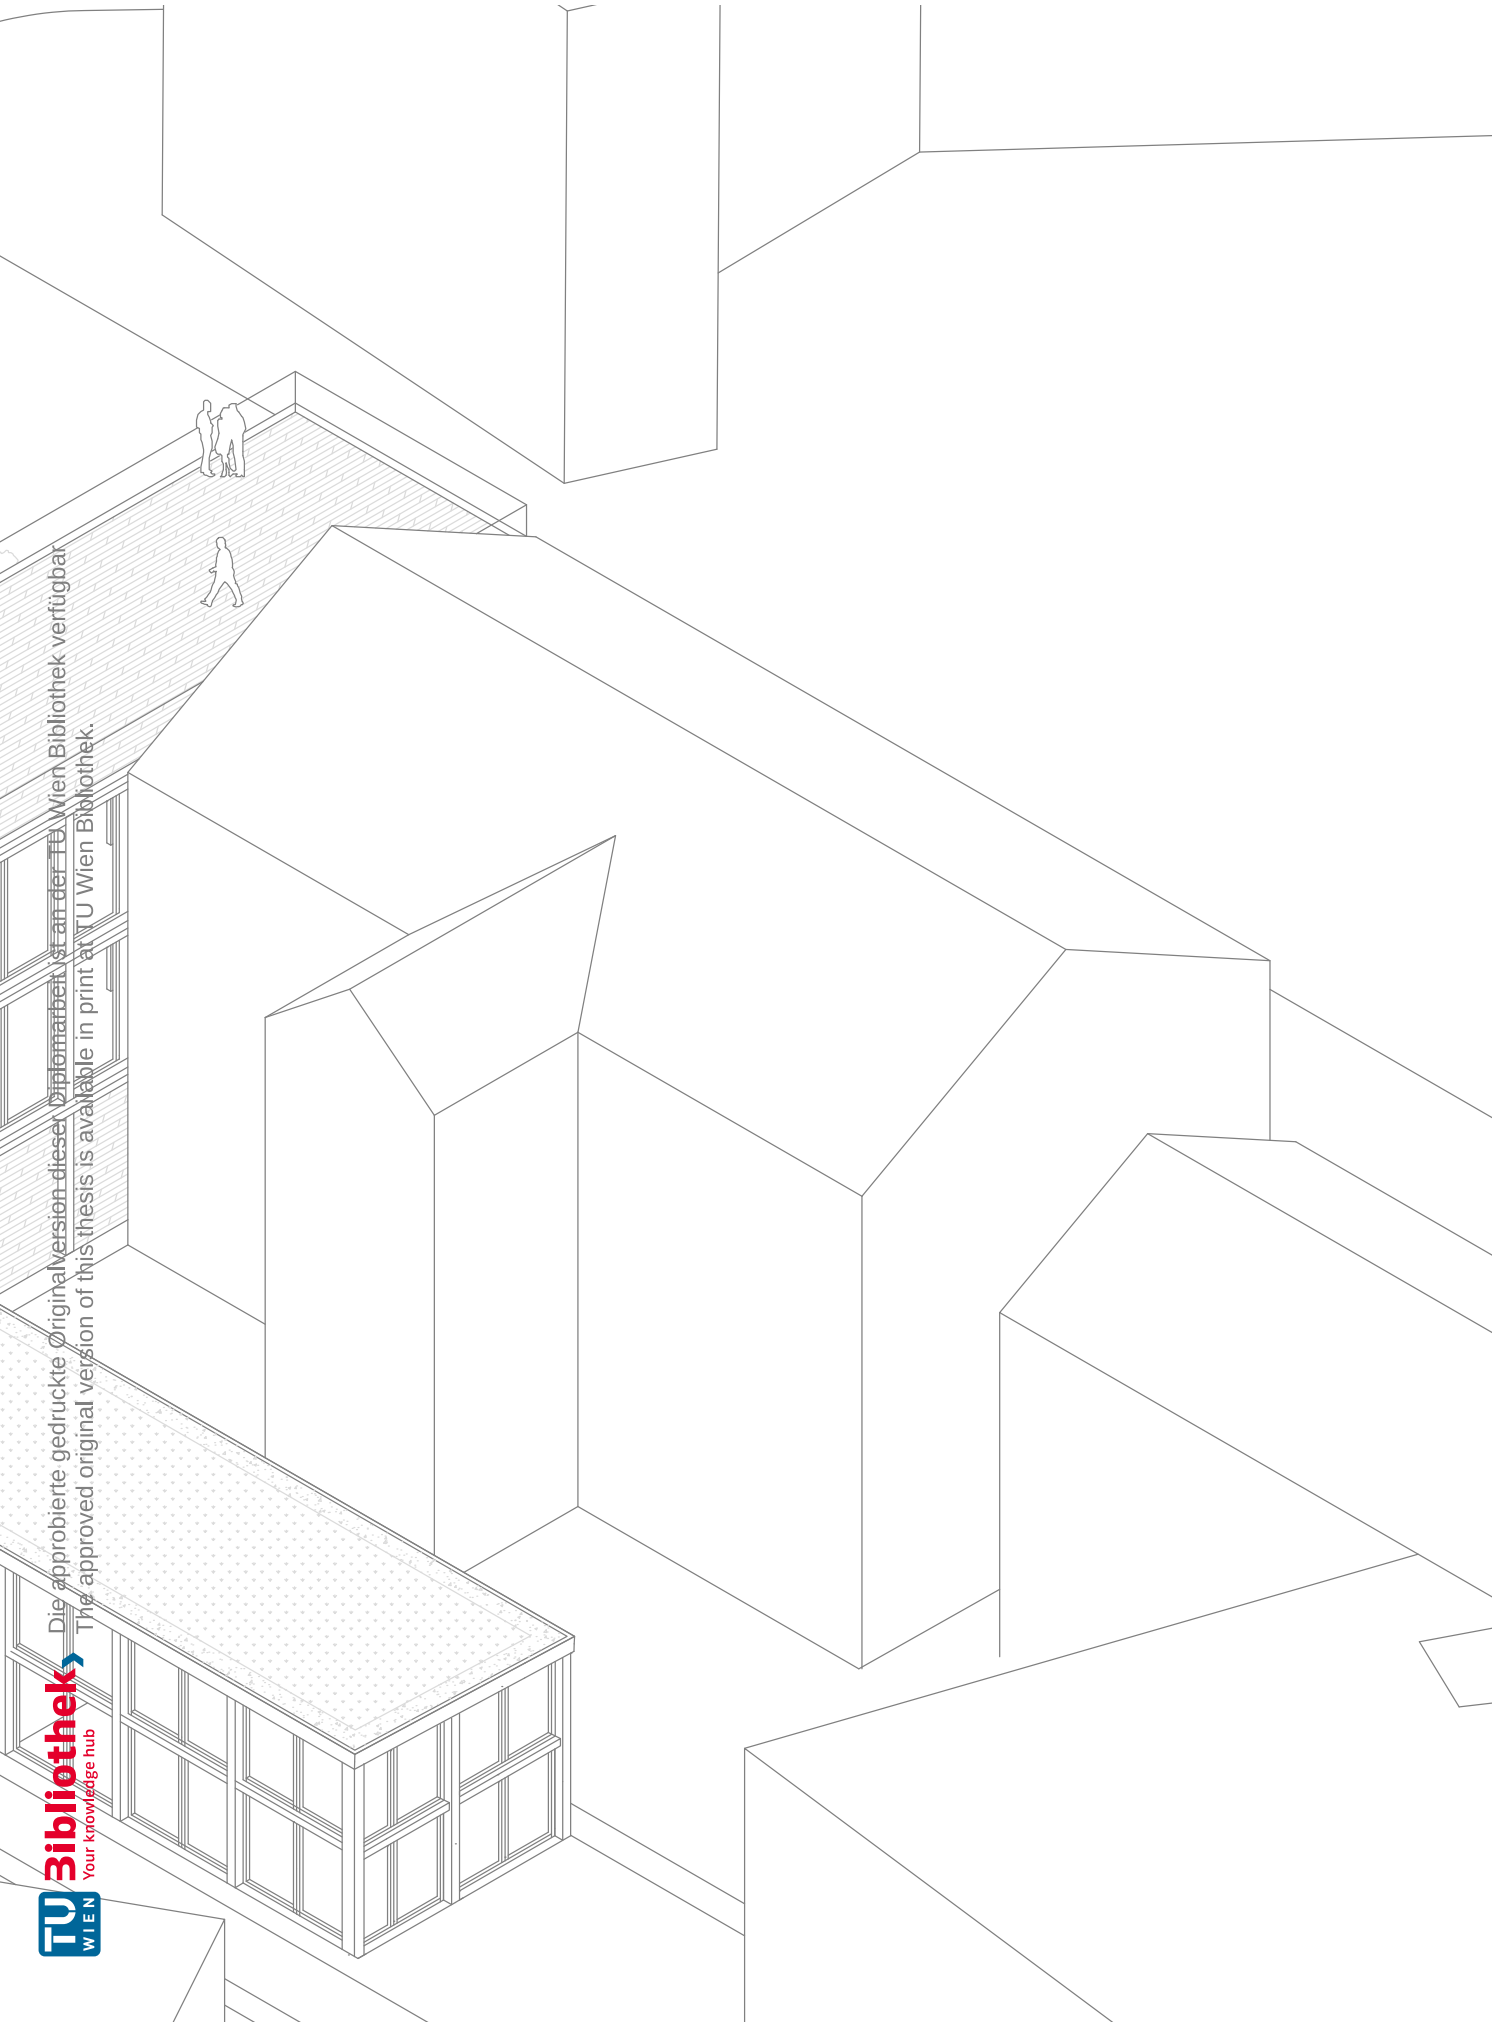 Die approbierte gedruckte Originalversion dieser Diplomarbeit ist an der TU Wien Bibliothek verfügbar
The approved original version of this thesis is available in print at TU Wien Bibliothek.
TU
WIEN
Bibliothek
Your knowledge hub